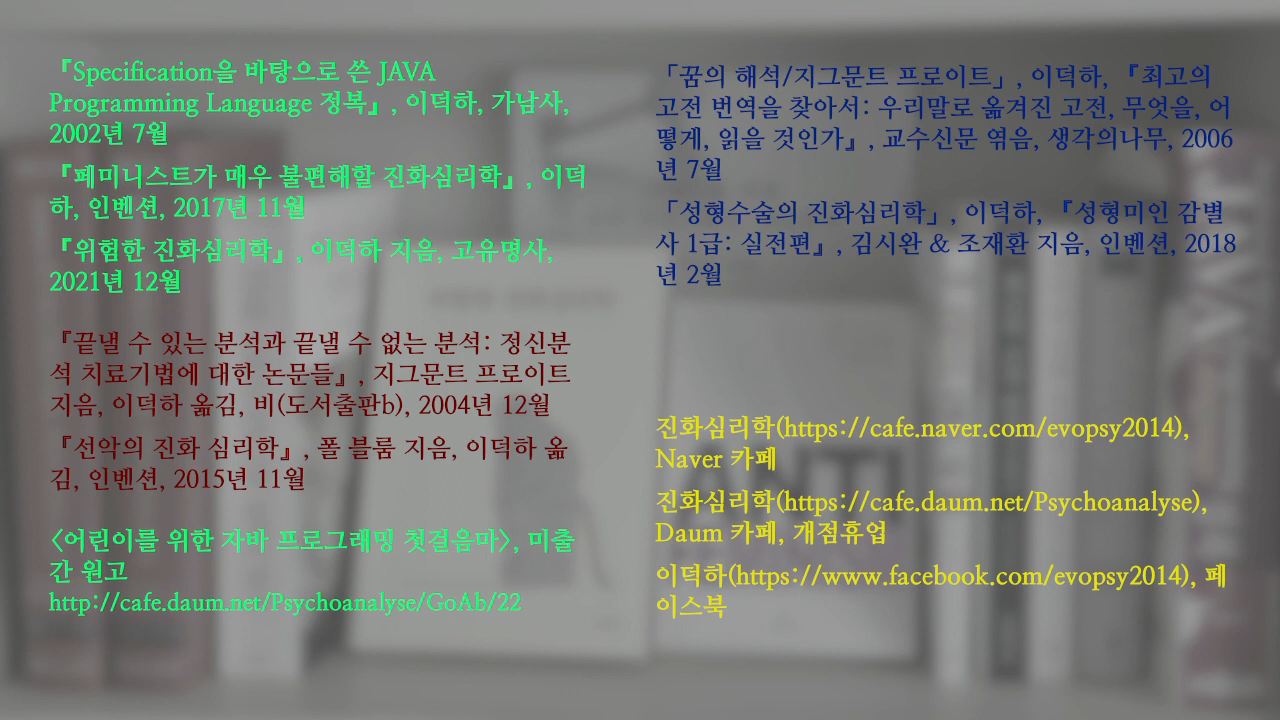 『Specification을 바탕으로 쓴 JAVA
Programming Language 정복』, 이덕하, 가남사,
2002년 7월
『페미니스트가 매우 불편해할 진화심리학』, 이덕
하, 인벤션, 2017년 11월
『위험한 진화심리학』, 이덕하 지음, 고유명사,
2021년 12월
『끝낼 수 있는 분석과 끝낼 수 없는 분석: 정신분
석 치료기법에 대한 논문들』, 지그문트 프로이트
지음, 이덕하 옮김, 비(도서출판b), 2004년 12월
『선악의 진화 심리학』, 폴 블룸 지음, 이덕하 옮
김, 인벤션, 2015년 11월
<어린이를 위한 자바 프로그래밍 첫걸음마>, 미출
간 원고
http://cafe.daum.net/Psychoanalyse/GoAb/22
「꿈의 해석/지그문트 프로이트」, 이덕하, 『최고의
고전 번역을 찾아서: 우리말로 옮겨진 고전, 무엇을, 어
떻게, 읽을 것인가』, 교수신문 엮음, 생각의나무, 2006
년 7월
「성형수술의 진화심리학」, 이덕하, 『성형미인 감별
사 1급: 실전편』, 김시완 & 조재환 지음, 인벤션, 2018
년 2월
진화심리학(https://cafe.naver.com/evopsy2014),
Naver 카페
진화심리학(https://cafe.daum.net/Psychoanalyse),
Daum 카페, 개점휴업
이덕하(https://www.facebook.com/evopsy2014), 페
이스북